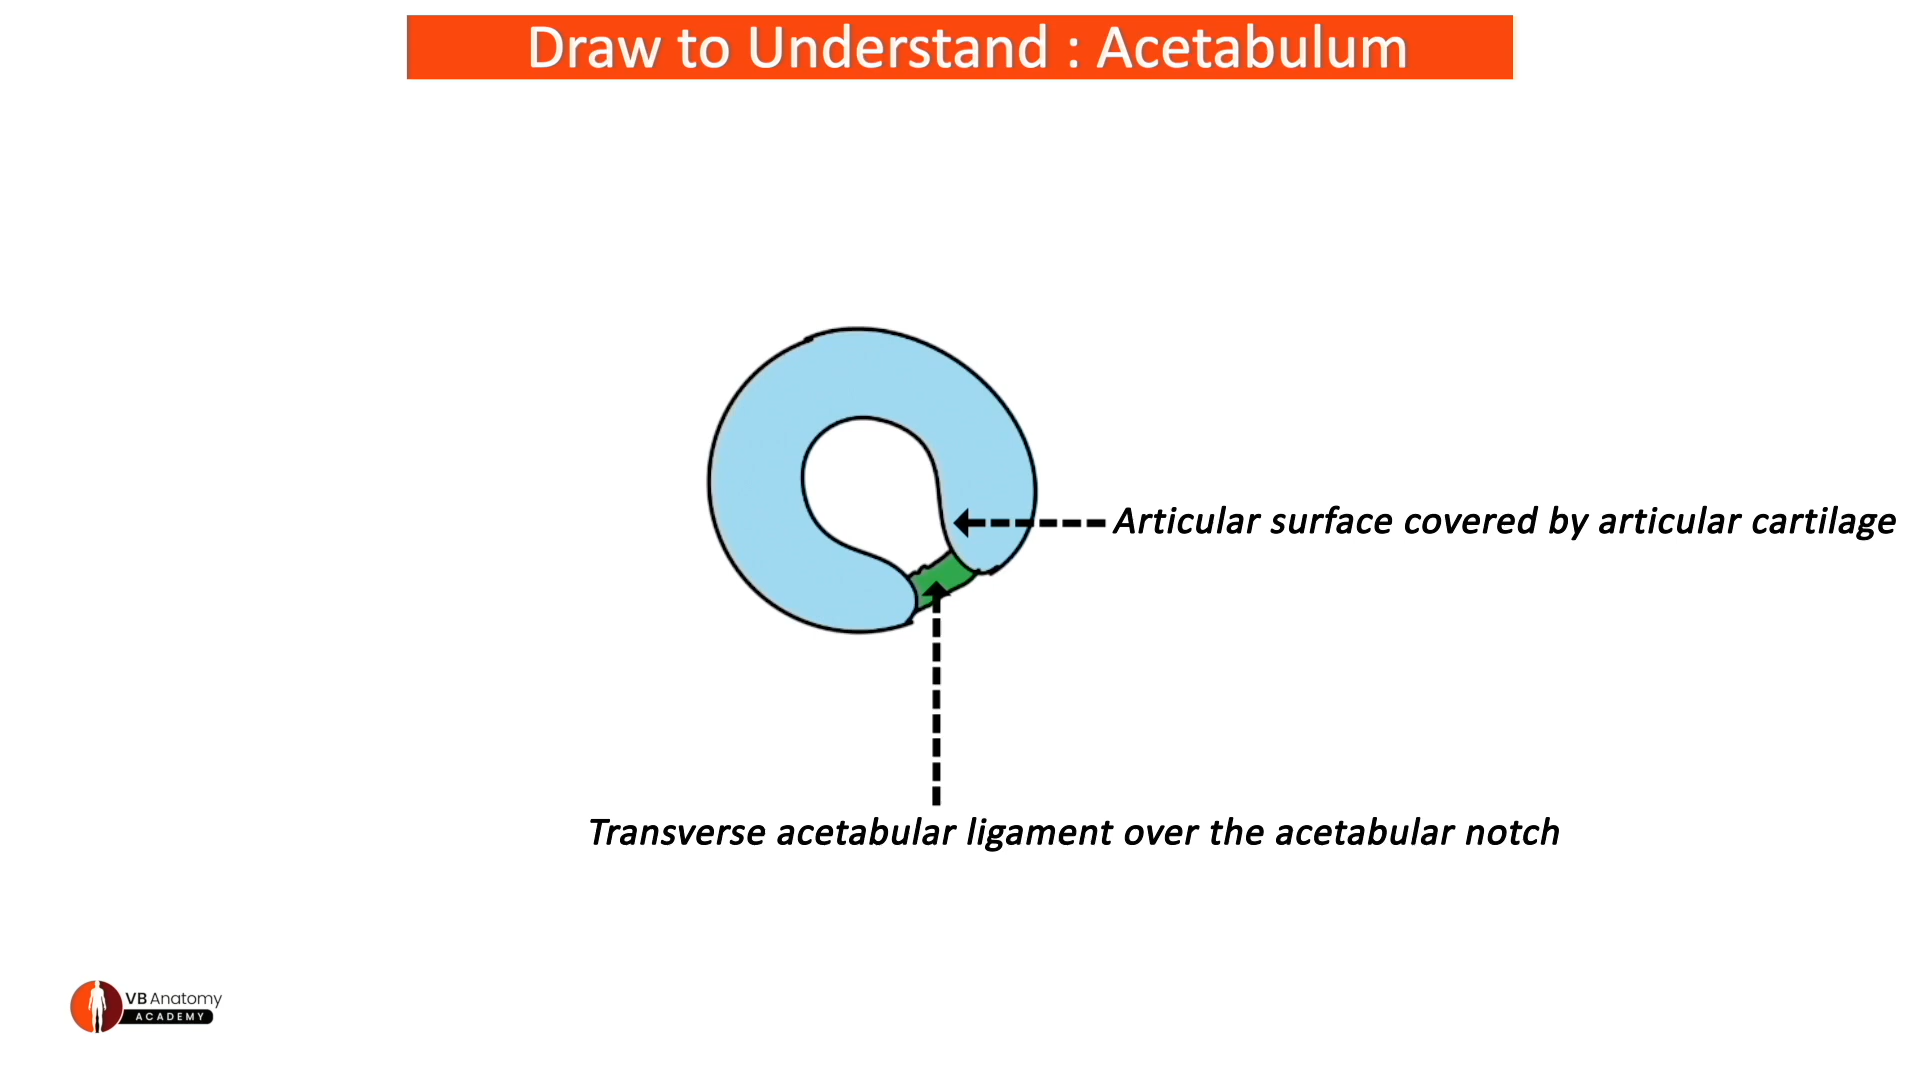 Draw to Understand : Acetabulum
Articular surface covered by articular cartilage
Transverse acetabular ligament over the acetabular notch
VB Anatomy
ACADEMY